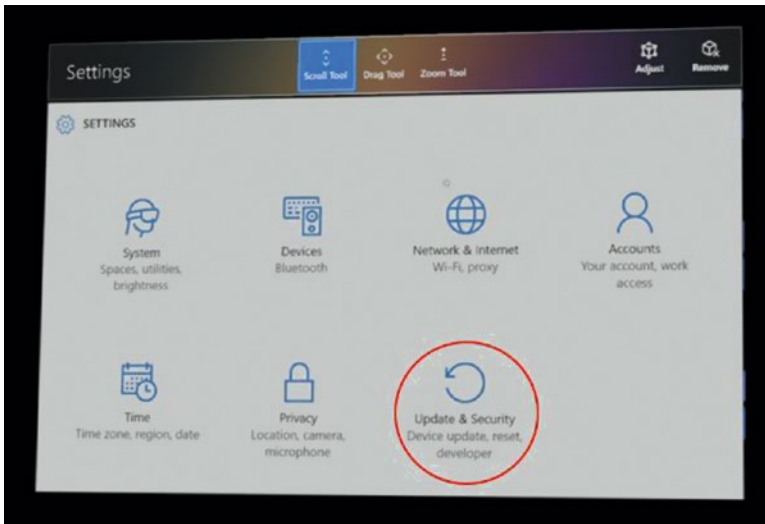 Settings
Scroll Tool
Drag Tool
Zoom Tool
Adjust
Remove
SETTINGS
System
Spaces, utilities,
brightness
Devices
Bluetooth
Network & Internet
Wi-Fi, proxy
Accounts
Your account, work
access
Time
Time zone, region, date
Privacy
Location, camera,
microphone
Update & Security
Device update, reset,
developer